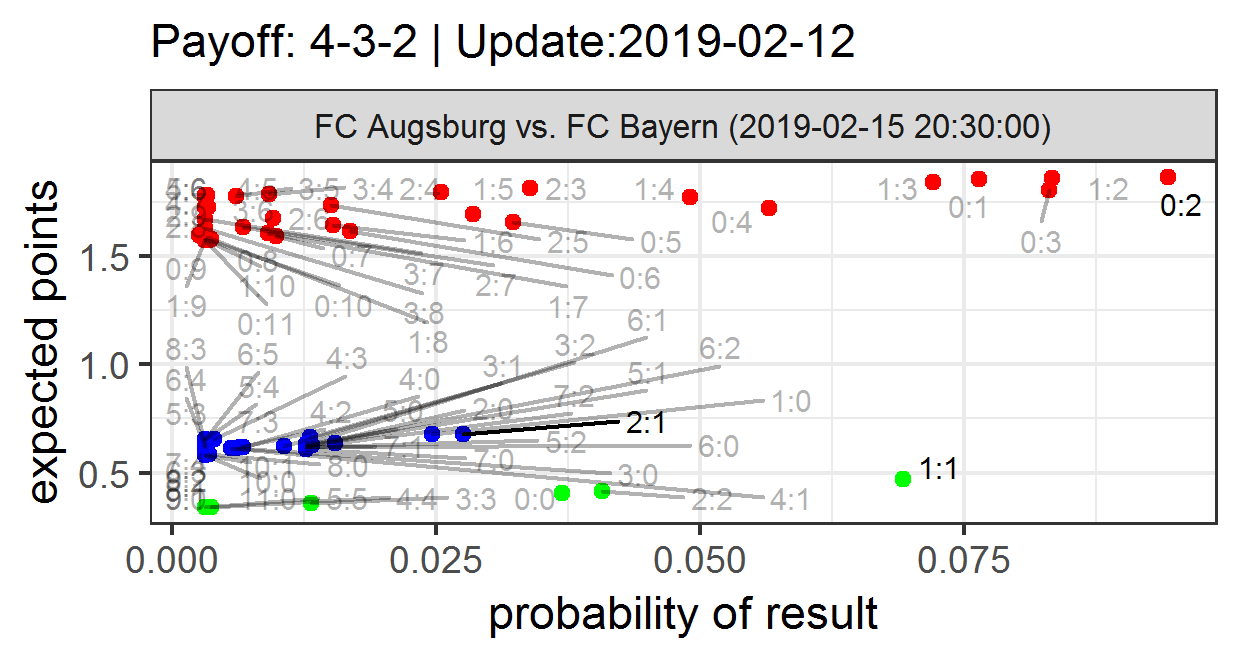 Payoff: 4-3-2 | Update:2019-02-12
FC Augsburg vs. FC Bayern (2019-02-15 20:30:00)
expected points
1.5
1.0
0.5
4:5 3:5 3:4 2:4 1:5 2:3 1:4 1:3 0:1 1:2 0:2
3:6 2:6 0:4
1:6 2:5 0:5 0:3
0:9 0:8 0:7
1:10 3:7 2:7 0:6
1:9 0:11 0:10 3:8 1:7
1:8 6:1
8:3 6:5 4:3 3:1 3:2 6:2
6:4 5:4 4:0 5:1
5:3 7:3 4:2 5:0 2:0 7:2 1:0
2:1
7:1 5:2 6:0
10:1 8:0 7:0 3:0 1:1
11:0 5:5 4:4 3:3 0:0 2:2 4:1
0.000 0.025 0.050 0.075
probability of result